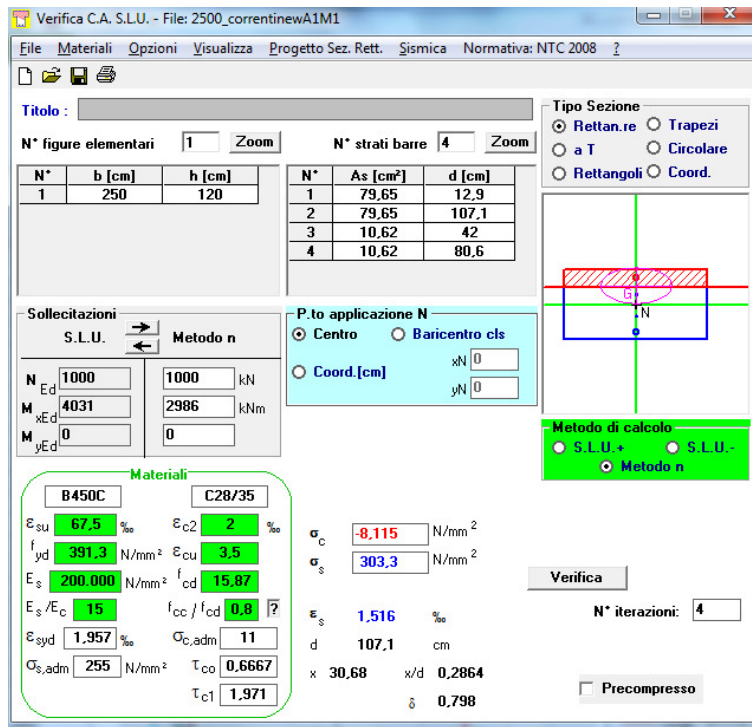 Verifica C.A. S.L.U. - File: 2500_correntinewA1M1
File Materiali Opzioni Visualizza Progetto Sez. Rett. Sismica Normativa: NTC 2008 ?
Titolo :
N° figure elementari 1 Zoom N° strati barre 4 Zoom
N° b [cm] h [cm]
1 250 120
N° As [cm²] d [cm]
1 79,65 12,9
2 79,65 107,1
3 10,62 42
4 10,62 80,6
Tipo Sezione
Rettan.re Trapezi
a T Circolare
Rettangoli Coord.
G
N
Sollecitazioni
S.L.U. Metodo n
N Ed 1000 1000 kN
M xEd 4031 2986 kNm
M yEd 0 0
P.to applicazione N
Centro Baricentro cls
Coord.[cm] xN 0
yN 0
Metodo di calcolo
S.L.U.+ S.L.U.-
Metodo n
Materiali
B450C C28/35
εsu 67,5 ‰ εc2 2 ‰
fyd 391,3 N/mm² εcu 3,5
Es 200.000 N/mm² fcd 15,87
Es/Ec 15 fcc / fcd 0,8 ?
εsyd 1,957 ‰ σc,adm 11
σs,adm 255 N/mm² τco 0,6667
τc1 1,971
σc -8,115 N/mm²
σs 303,3 N/mm²
εs 1,516 ‰
d 107,1 cm
x 30,68 x/d 0,2864
δ 0,798
Verifica
N° iterazioni: 4
Precompresso